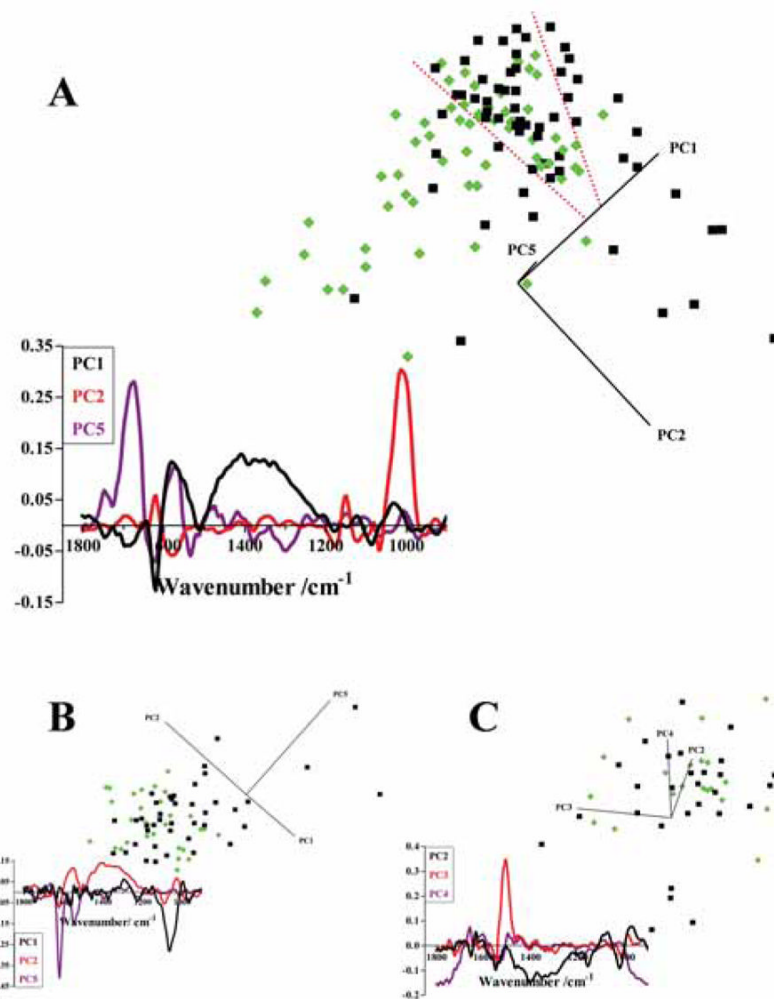 A
PC1
PC5
PC2
0.35
PC1
0.25
PC2
PC5
0.15
0.05
-0.05
1800
1400
1200
1000
-0.15
Wavenumber /cm-1
B
PC2
PC5
PC1
Wavenumber/ cm-1
PC1
PC2
PC5
C
PC4
PC2
PC3
0.4
PC2
0.3
PC3
0.2
PC4
0.1
0.0
1800
1600
1400
1200
-0.1
Wavenumber /cm-1
-0.2